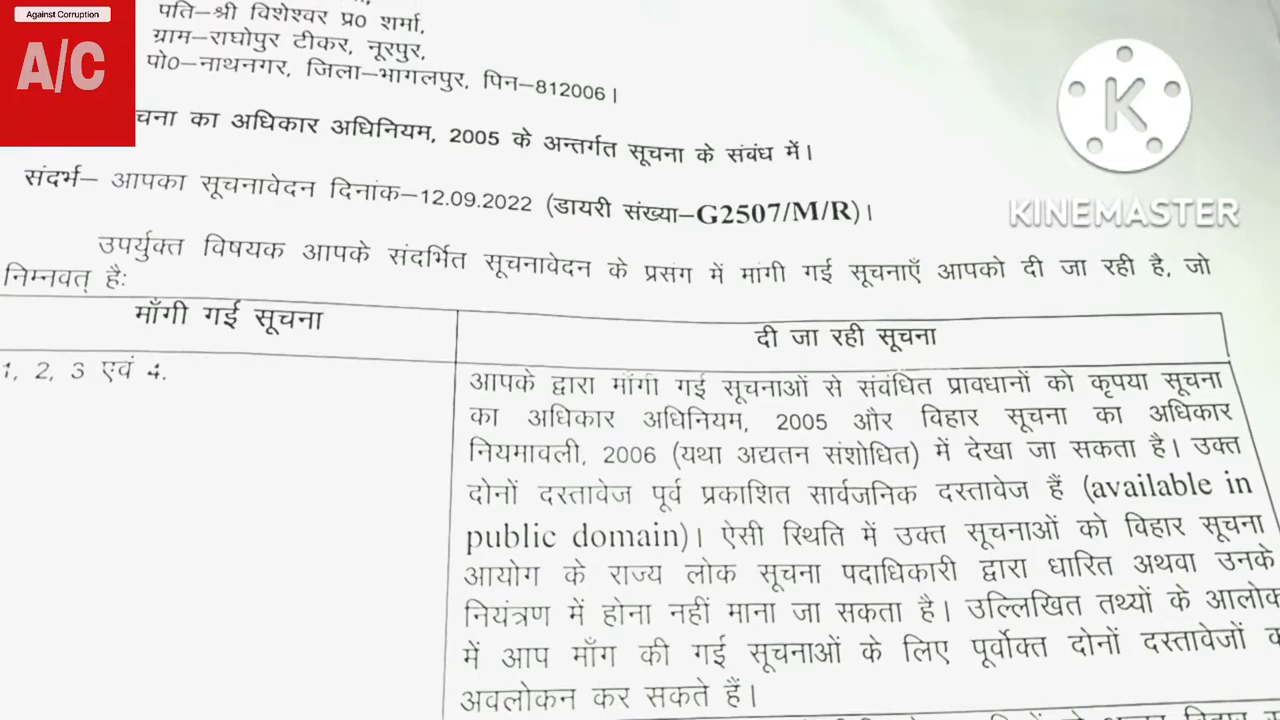 Against Corruption
A/C
पति–श्री विशेश्वर प्र० शर्मा,
ग्राम–राघोपुर टीकर, नूरपुर,
पो०–नाथनगर, जिला–भागलपुर, पिन–812006।
चना का अधिकार अधिनियम, 2005 के अन्तर्गत सूचना के संबंध में।
संदर्भ– आपका सूचनावेदन दिनांक–12.09.2022 (डायरी संख्या–G2507/M/R)।
K
KINEMASTER
उपर्युक्त विषयक आपके संदर्भित सूचनावेदन के प्रसंग में मांगी गई सूचनाएँ आपको दी जा रही है, जो
निम्नवत् हैः
माँगी गई सूचना
दी जा रही सूचना
1, 2, 3 एवं 4.
आपके द्वारा माँगी गई सूचनाओं से संबंधित प्रावधानों को कृपया सूचना
का अधिकार अधिनियम, 2005 और विहार सूचना का अधिकार
नियमावली, 2006 (यथा अद्यतन संशोधित) में देखा जा सकता है। उक्त
दोनों दस्तावेज पूर्व प्रकाशित सार्वजनिक दस्तावेज हैं (available in
public domain)। ऐसी स्थिति में उक्त सूचनाओं को विहार सूचना
आयोग के राज्य लोक सूचना पदाधिकारी द्वारा धारित अथवा उनके
नियंत्रण में होना नहीं माना जा सकता है। उल्लिखित तथ्यों के आलोक
में आप माँग की गई सूचनाओं के लिए पूर्वोक्त दोनों दस्तावेजों
अवलोकन कर सकते हैं।